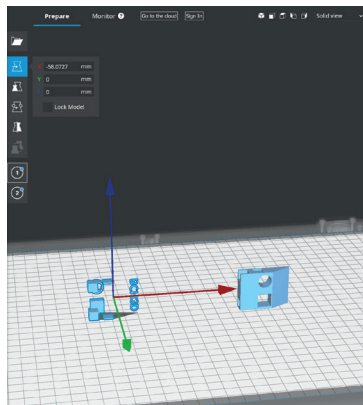 Prepare Monitor Go to the cloud Sign In Solid view
X -58.0727 mm
Y 0 mm
Z 0 mm
Lock Model
1
2